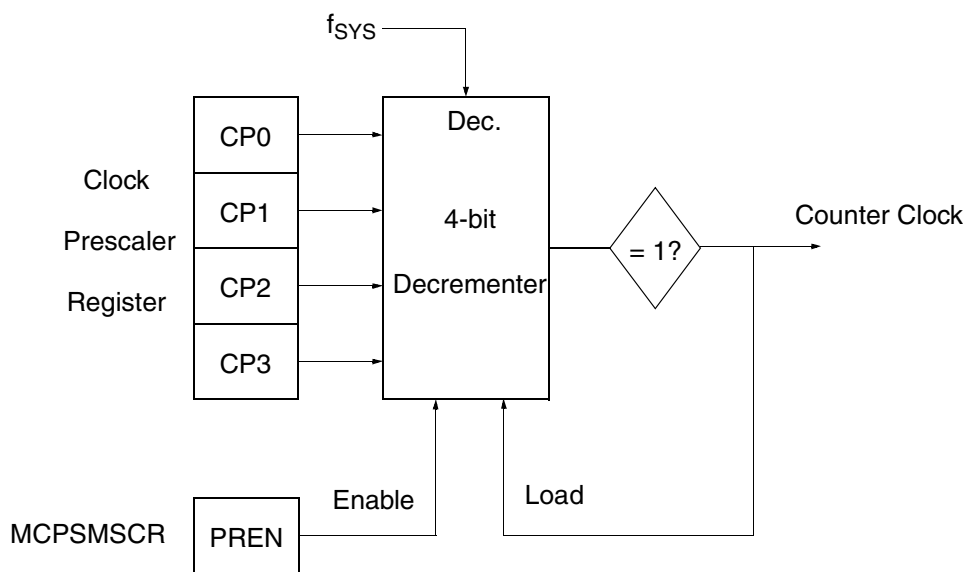 fSYS
CP0
Dec.
Clock
CP1
4-bit
Counter Clock
Prescaler
= 1?
CP2
Decrementer
Register
CP3
Enable
Load
MCPSMSCR
PREN